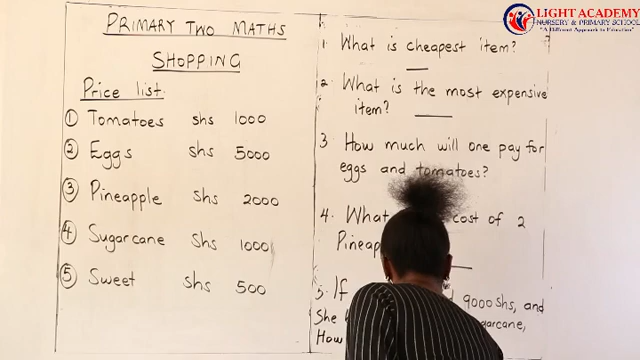 LIGHT ACADEMY
NURSERY & PRIMARY SCHOOL
"A Different Approach to Education"
PRIMARY TWO MATHS
SHOPPING
Price list:
1 Tomatoes shs 1000
2 Eggs shs 5000
3 Pineapple shs 2000
4 Sugarcane shs 1000
5 Sweet shs 500
1. What is cheapest item?
2. What is the most expensive
item?
3 How much will one pay for
eggs and tomatoes?
4. What cost of 2
5. If 9000 shs, and
She
How